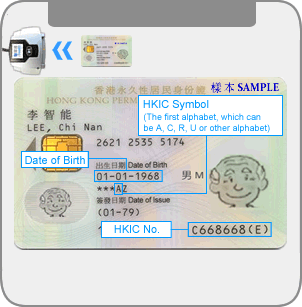 樣本 SAMPLE
香港永久性居民身份證
HONG KONG PERM
李智能
LEE, Chi Nan
HKIC Symbol
(The first alphabet, which can
be A, C, R, U or other alphabet)
2621 2535 5174
Date of Birth
出生日期 Date of Birth
01-01-1968 男 M
***AZ
簽發日期 Date of Issue
(01-79)
HKIC No.
C668668(E)